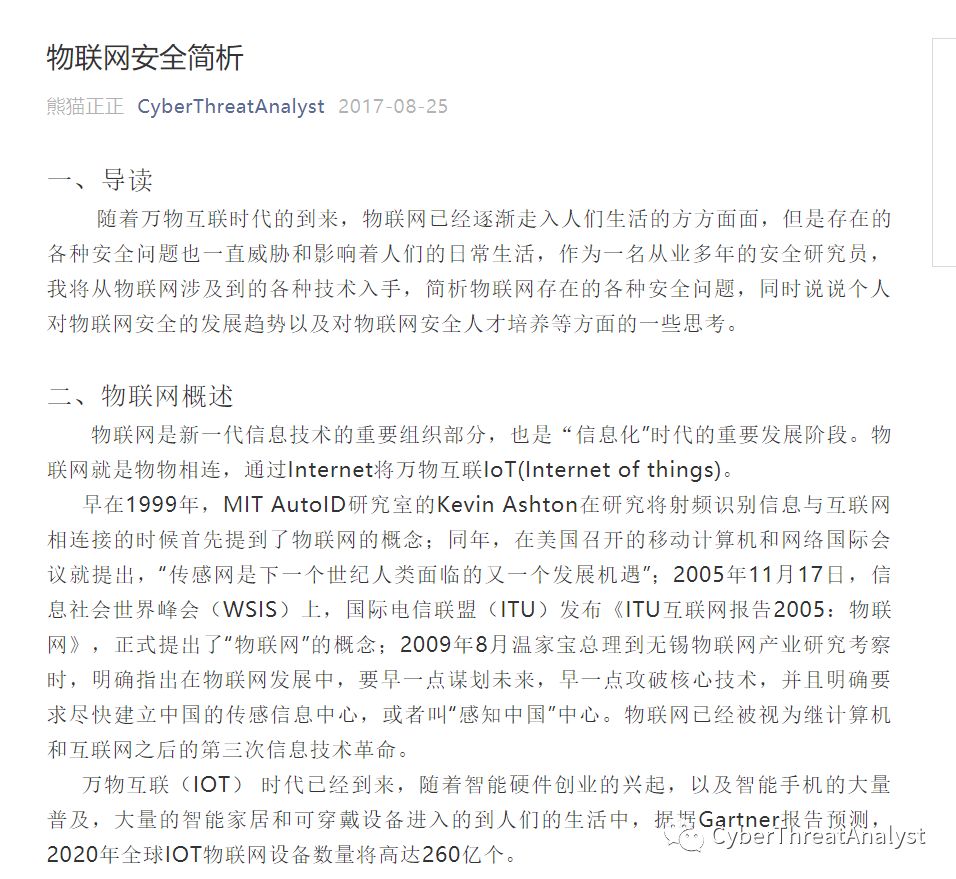 物联网安全简析
熊猫正正 CyberThreatAnalyst 2017-08-25
一、导读
随着万物互联时代的到来，物联网已经逐渐走入人们生活的方方面面，但是存在的
各种安全问题也一直威胁和影响着人们的日常生活，作为一名从业多年的安全研究员，
我将从物联网涉及到的各种技术入手，简析物联网存在的各种安全问题，同时说说个人
对物联网安全的发展趋势以及对物联网安全人才培养等方面的一些思考。
二、物联网概述
物联网是新一代信息技术的重要组织部分，也是“信息化”时代的重要发展阶段。物
联网就是物物相连，通过Internet将万物互联IoT(Internet of things)。
早在1999年，MIT AutoID研究室的Kevin Ashton在研究将射频识别信息与互联网
相连接的时候首先提到了物联网的概念；同年，在美国召开的移动计算机和网络国际会
议就提出，“传感网是下一个世纪人类面临的又一个发展机遇”；2005年11月17日，信
息社会世界峰会（WSIS）上，国际电信联盟（ITU）发布《ITU互联网报告2005：物联
网》，正式提出了“物联网”的概念；2009年8月温家宝总理到无锡物联网产业研究考察
时，明确指出在物联网发展中，要早一点谋划未来，早一点攻破核心技术，并且明确要
求尽快建立中国的传感信息中心，或者叫“感知中国”中心。物联网已经被视为继计算机
和互联网之后的第三次信息技术革命。
万物互联（IOT） 时代已经到来，随着智能硬件创业的兴起，以及智能手机的大量
普及，大量的智能家居和可穿戴设备进入的到人们的生活中，据据Gartner报告预测，
2020年全球IOT物联网设备数量将高达260亿个。
CyberThreatAnalyst